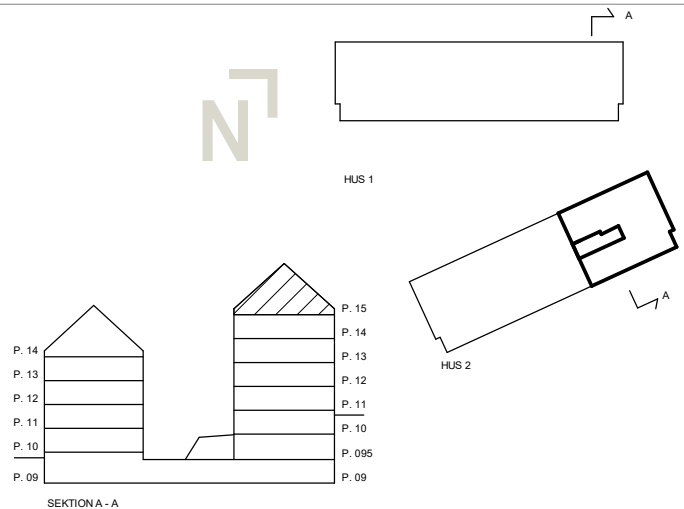 A
N
HUS 1
A
HUS 2
P. 15
P. 14
P. 14
P. 13
P. 13
P. 12
P. 12
P. 11
P. 11
P. 10
P. 10
P. 095
P. 09
P. 09
SEKTION A - A